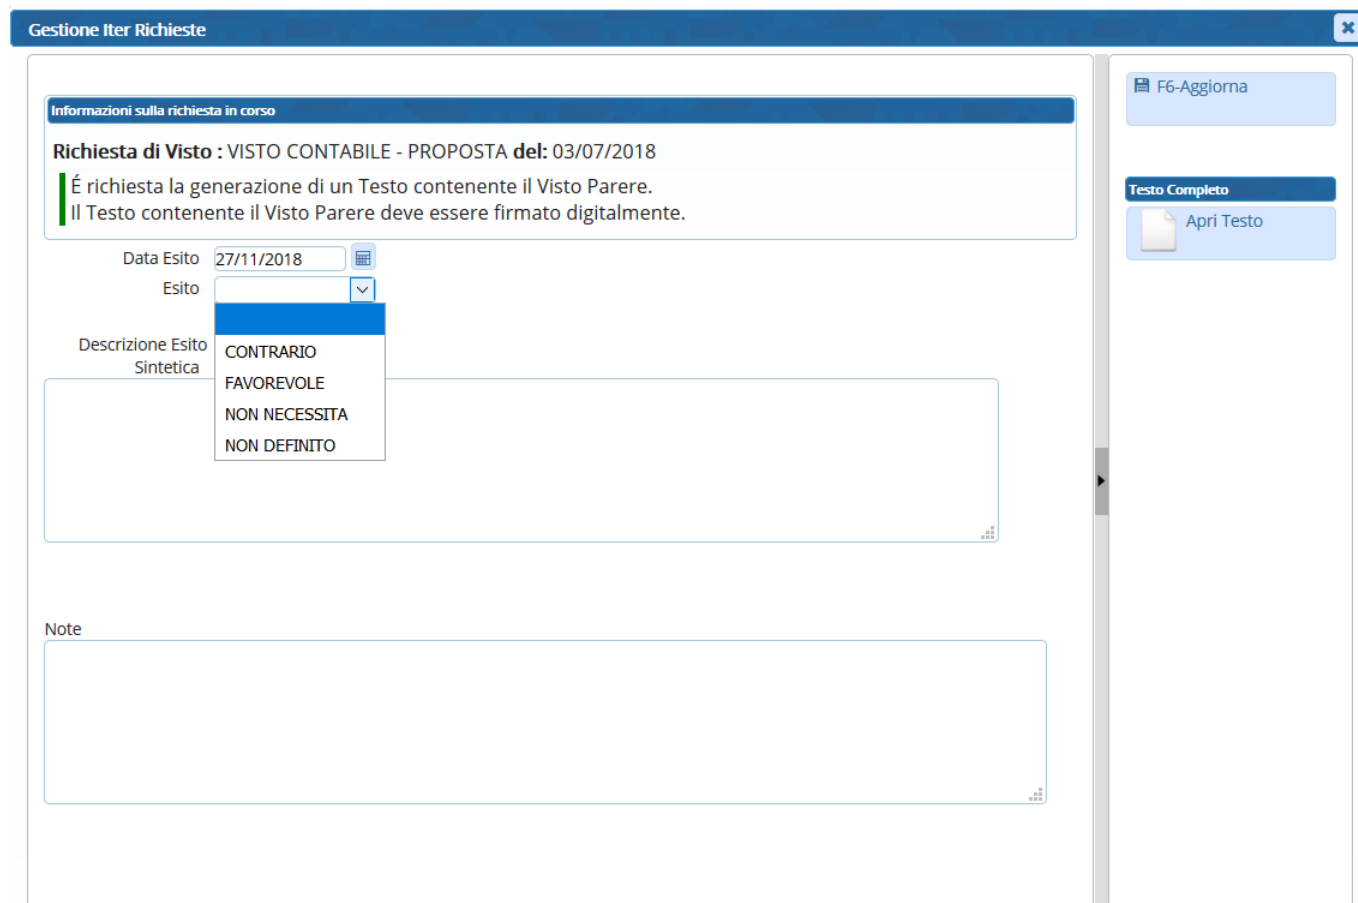 Gestione Iter Richieste
F6-Aggiorna
Informazioni sulla richiesta in corso
Richiesta di Visto : VISTO CONTABILE - PROPOSTA del: 03/07/2018
É richiesta la generazione di un Testo contenente il Visto Parere.
Il Testo contenente il Visto Parere deve essere firmato digitalmente.
Testo Completo
Apri Testo
Data Esito 27/11/2018
Esito
Descrizione Esito
Sintetica
CONTRARIO
FAVOREVOLE
NON NECESSITA
NON DEFINITO
Note